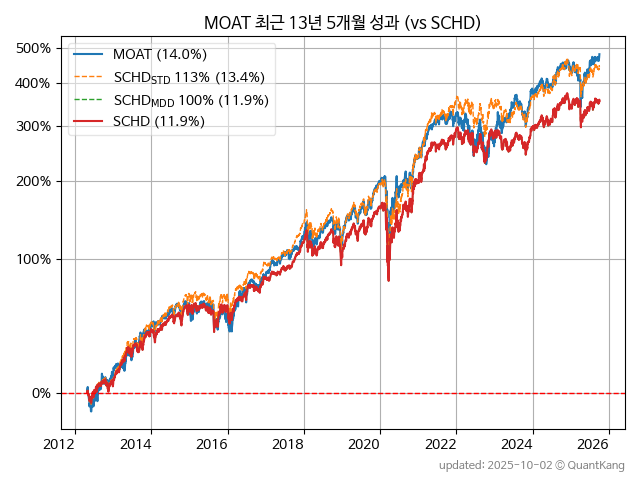 MOAT 최근 13년 5개월 성과 (vs SCHD)
500%
400%
300%
200%
100%
0%
MOAT (14.0%)
SCHD_STD 113% (13.4%)
SCHD_MDD 100% (11.9%)
SCHD (11.9%)
2012 2014 2016 2018 2020 2022 2024 2026
updated: 2025-10-02 © QuantKang